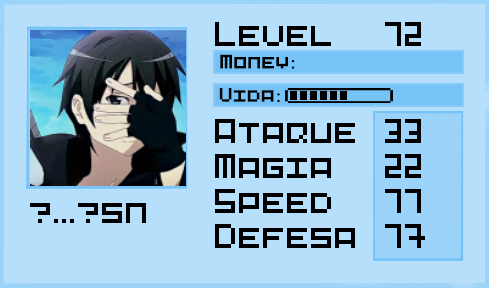 LEVEL 72
MONEY:
VIDA:
ATAQUE 33
MAGIA 22
SPEED 77
DEFESA 77
?...?SN